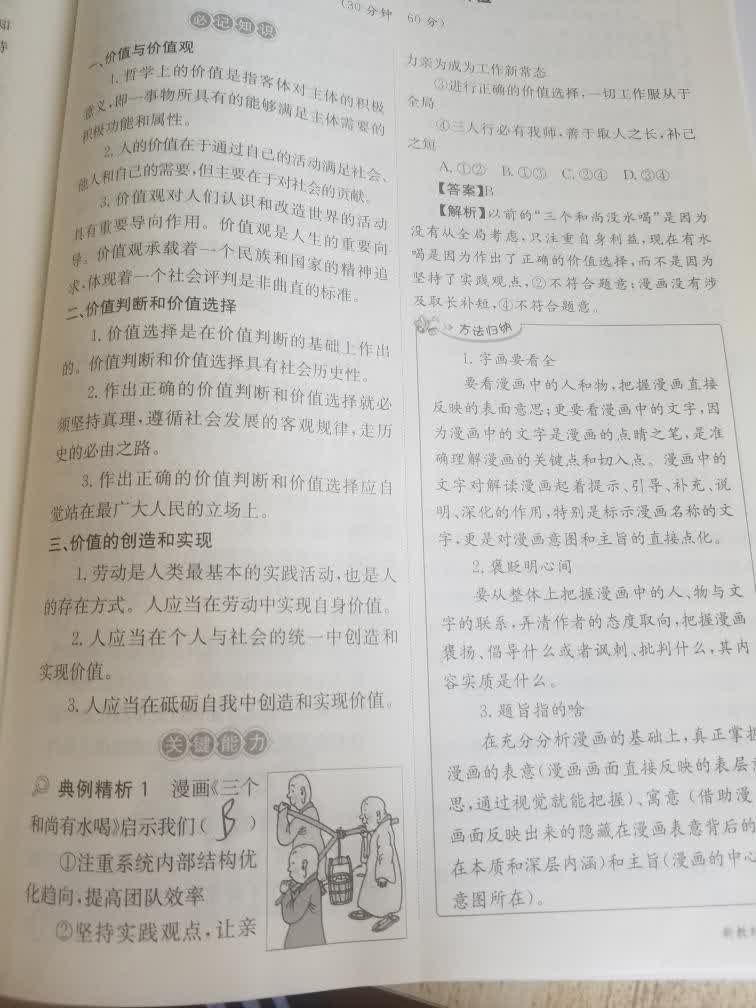 必记知识
一、价值与价值观
1.哲学上的价值是指客体对主体的积极
意义,即一事物所具有的能够满足主体需要的
积极功能和属性。
2.人的价值在于通过自己的活动满足社会、
他人和自己的需要,但主要在于对社会的贡献。
3.价值观对人们认识和改造世界的活动
具有重要导向作用。价值观是人生的重要向
导。价值观承载着一个民族和国家的精神追
求,体现着一个社会评判是非曲直的标准。
二、价值判断和价值选择
1.价值选择是在价值判断的基础上作出
的。价值判断和价值选择具有社会历史性。
2.作出正确的价值判断和价值选择就必
须坚持真理,遵循社会发展的客观规律,走历
史的必由之路。
3.作出正确的价值判断和价值选择应自
觉站在最广大人民的立场上。
三、价值的创造和实现
1.劳动是人类最基本的实践活动,也是人
的存在方式。人应当在劳动中实现自身价值。
2.人应当在个人与社会的统一中创造和
实现价值。
3.人应当在砥砺自我中创造和实现价值。
关键能力
典例精析1 漫画《三个
和尚有水喝》启示我们( B )
①注重系统内部结构优
化趋向,提高团队效率
②坚持实践观点,让亲
(30分钟 60分)
力亲为成为工作新常态
③进行正确的价值选择,一切工作服从于
全局
④三人行必有我师,善于取人之长,补己
之短
A.①② B.①③ C.②④ D.③④
【答案】B
【解析】以前的“三个和尚没水喝”是因为
没有从全局考虑,只注重自身利益,现在有水
喝是因为作出了正确的价值选择,而不是因为
坚持了实践观点,②不符合题意;漫画没有涉
及取长补短,④不符合题意。
方法归纳
1.字画要看全
要看漫画中的人和物,把握漫画直接
反映的表面意思;更要看漫画中的文字,因
为漫画中的文字是漫画的点睛之笔,是准
确理解漫画的关键点和切入点。漫画中的
文字对解读漫画起着提示、引导、补充、说
明、深化的作用,特别是标示漫画名称的文
字,更是对漫画意图和主旨的直接点化。
2.褒贬明心间
要从整体上把握漫画中的人、物与文
字的联系,弄清作者的态度取向,把握漫画
褒扬、倡导什么或者讽刺、批判什么,其内
容实质是什么。
3.题旨指的啥
在充分分析漫画的基础上,真正掌握
漫画的表意(漫画画面直接反映的表层意
思,通过视觉就能把握)、寓意(借助漫
画面反映出来的隐藏在漫画表意背后的
在本质和深层内涵)和主旨(漫画的中心
意图所在)。
新教材